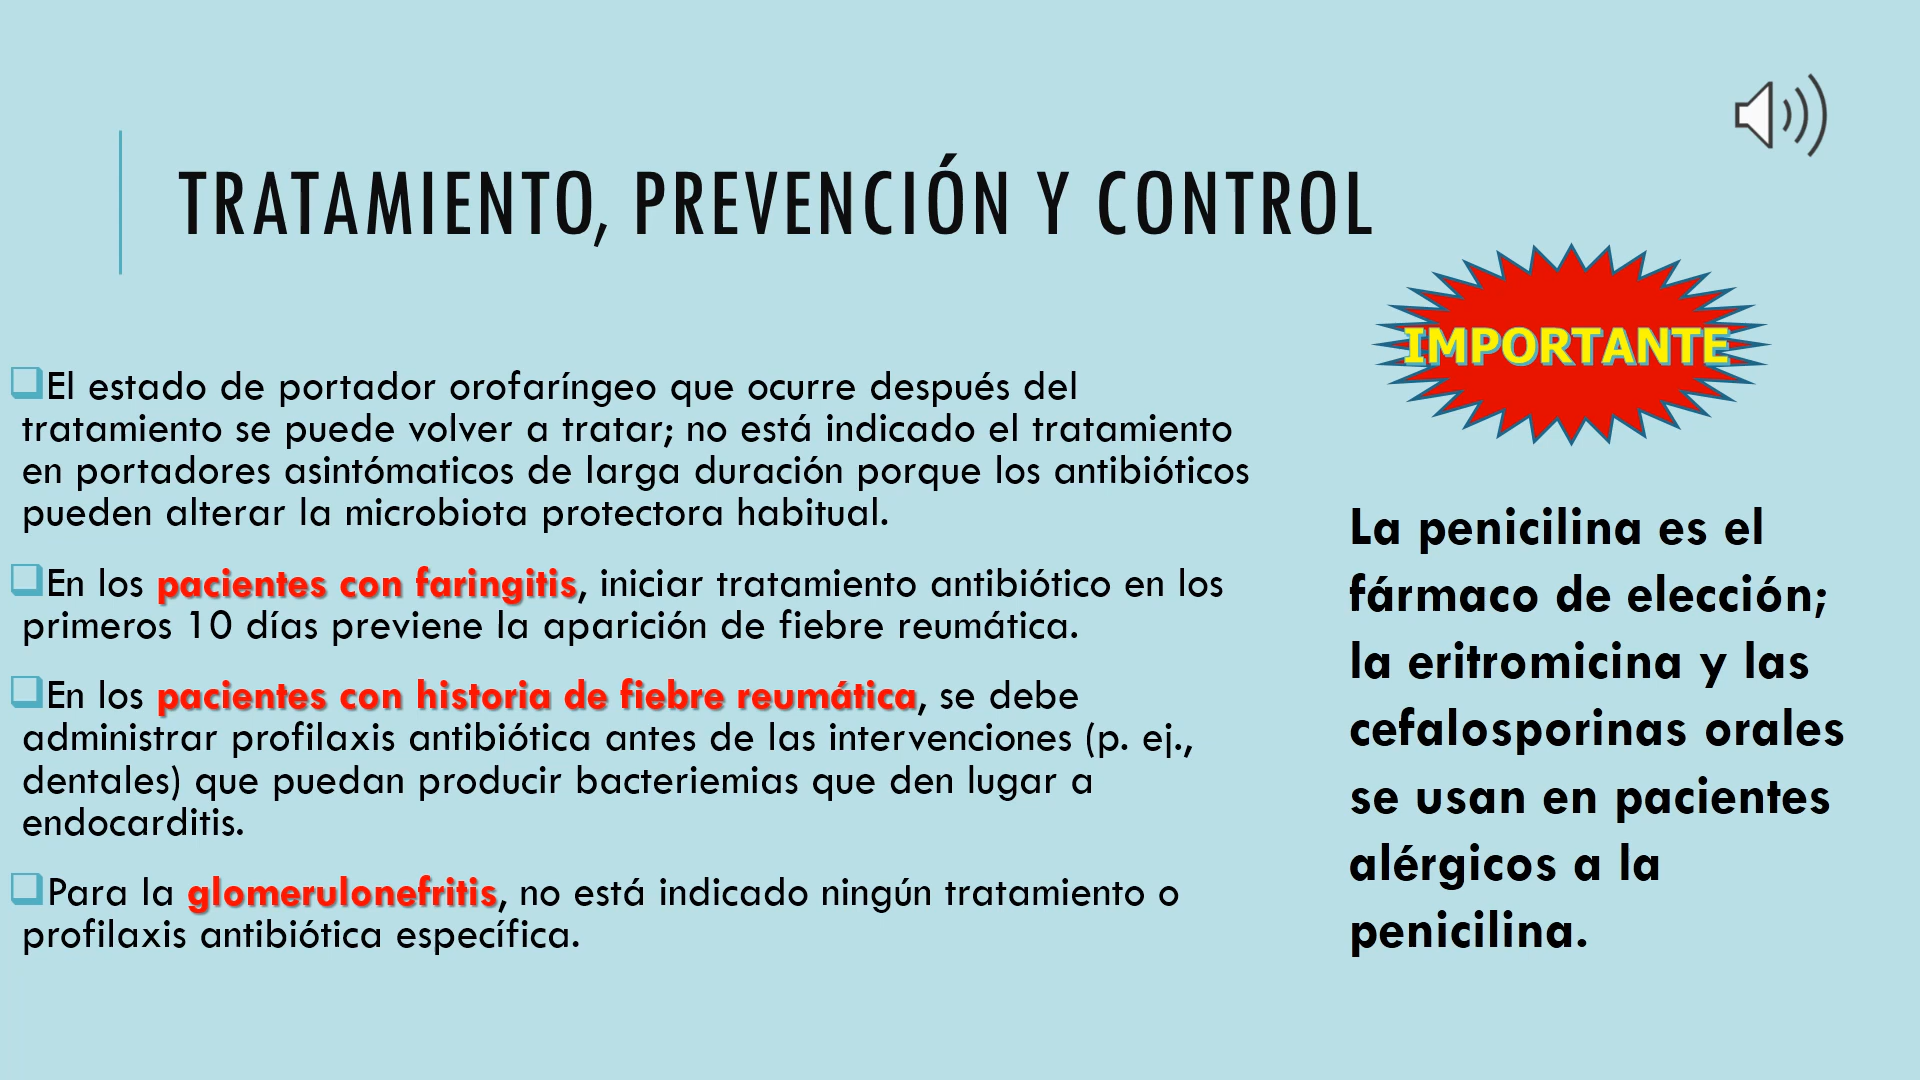 TRATAMIENTO, PREVENCIÓN Y CONTROL
El estado de portador orofaríngeo que ocurre después del
tratamiento se puede volver a tratar; no está indicado el tratamiento
en portadores asintómaticos de larga duración porque los antibióticos
pueden alterar la microbiota protectora habitual.
En los pacientes con faringitis, iniciar tratamiento antibiótico en los
primeros 10 días previene la aparición de fiebre reumática.
En los pacientes con historia de fiebre reumática, se debe
administrar profilaxis antibiótica antes de las intervenciones (p. ej.,
dentales) que puedan producir bacteriemias que den lugar a
endocarditis.
Para la glomerulonefritis, no está indicado ningún tratamiento o
profilaxis antibiótica específica.
IMPORTANTE
La penicilina es el
fármaco de elección;
la eritromicina y las
cefalosporinas orales
se usan en pacientes
alérgicos a la
penicilina.